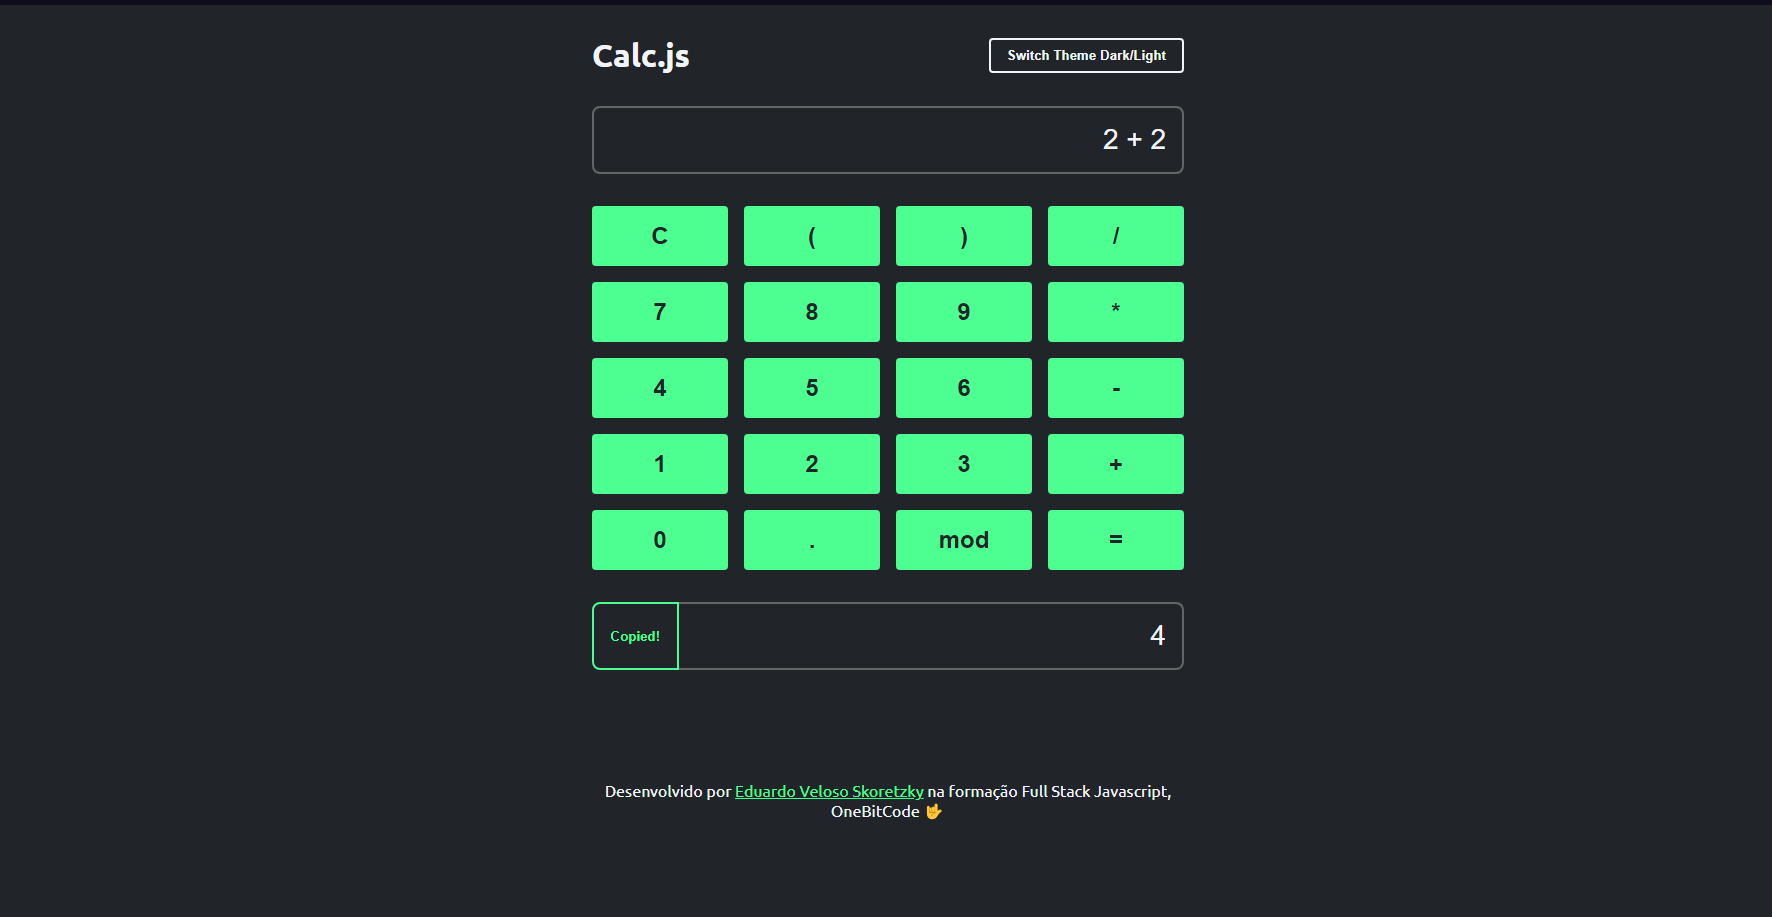 Calc.js
Switch Theme Dark/Light
2 + 2
C ( ) /
7 8 9 *
4 5 6 -
1 2 3 +
0 . mod =
Copied! 4
Desenvolvido por Eduardo Veloso Skoretzky na formação Full Stack Javascript,
OneBitCode 🤟